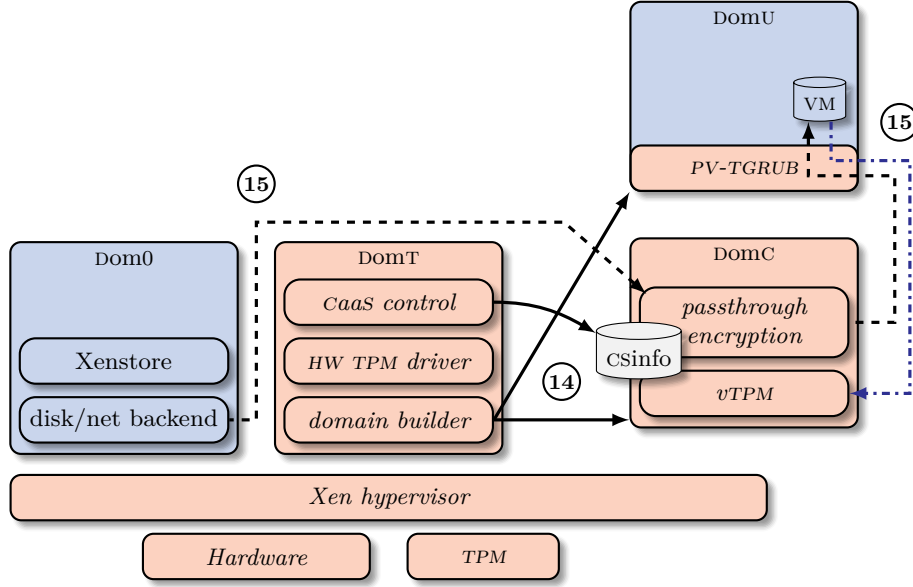 DomU
VM
15
PV-TGRUB
15
Dom0
DomT
DomC
CaaS control
passthrough
encryption
Xenstore
HW TPM driver
CSinfo
14
disk/net backend
domain builder
vTPM
Xen hypervisor
Hardware
TPM